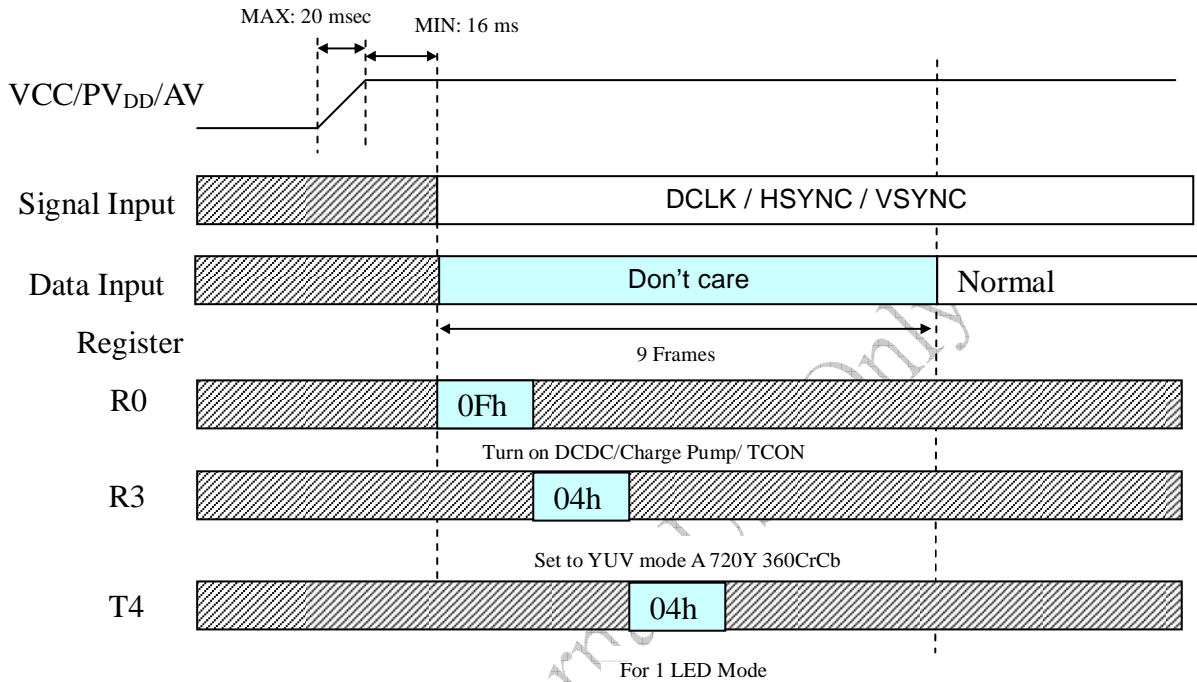 MAX: 20 msec
MIN: 16 ms
VCC/PVDD/AV
Signal Input
DCLK / HSYNC / VSYNC
Data Input
Don't care
Normal
Register
9 Frames
R0
0Fh
Turn on DCDC/Charge Pump/ TCON
R3
04h
Set to YUV mode A 720Y 360CrCb
T4
04h
For 1 LED Mode
Only